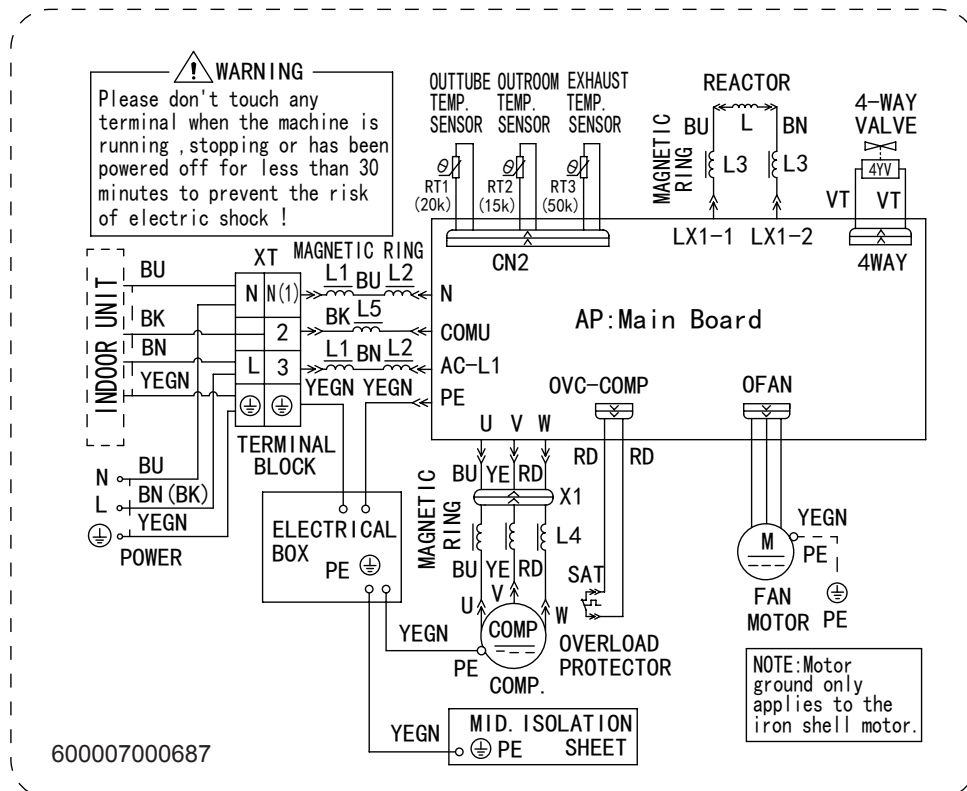 WARNING
Please don't touch any
terminal when the machine is
running ,stopping or has been
powered off for less than 30
minutes to prevent the risk
of electric shock !
OUTTUBE OUTROOM EXHAUST
TEMP. TEMP. TEMP.
SENSOR SENSOR SENSOR
θ θ θ
RT1 RT2 RT3
(20k) (15k) (50k)
CN2
MAGNETIC
RING
REACTOR
BU L BN
L3 L3
LX1-1 LX1-2
4-WAY
VALVE
4YV
VT VT
4WAY
INDOOR UNIT
BU
BK
BN
YEGN
XT
N N(1)
2
L 3
TERMINAL
BLOCK
MAGNETIC RING
L1 BU L2
BK L5
L1 BN L2
YEGN YEGN
N
COMU
AC-L1
PE
AP:Main Board
OVC-COMP
OFAN
U V W
N BU
L BN(BK)
YEGN
POWER
ELECTRICAL
BOX
PE
MAGNETIC
RING
BU YE RD
X1
L4
BU YE RD
U V W
COMP
PE
COMP.
YEGN
RD RD
SAT
OVERLOAD
PROTECTOR
M
YEGN
PE
FAN
MOTOR PE
YEGN
MID. ISOLATION
PE SHEET
NOTE:Motor
ground only
applies to the
iron shell motor.
600007000687